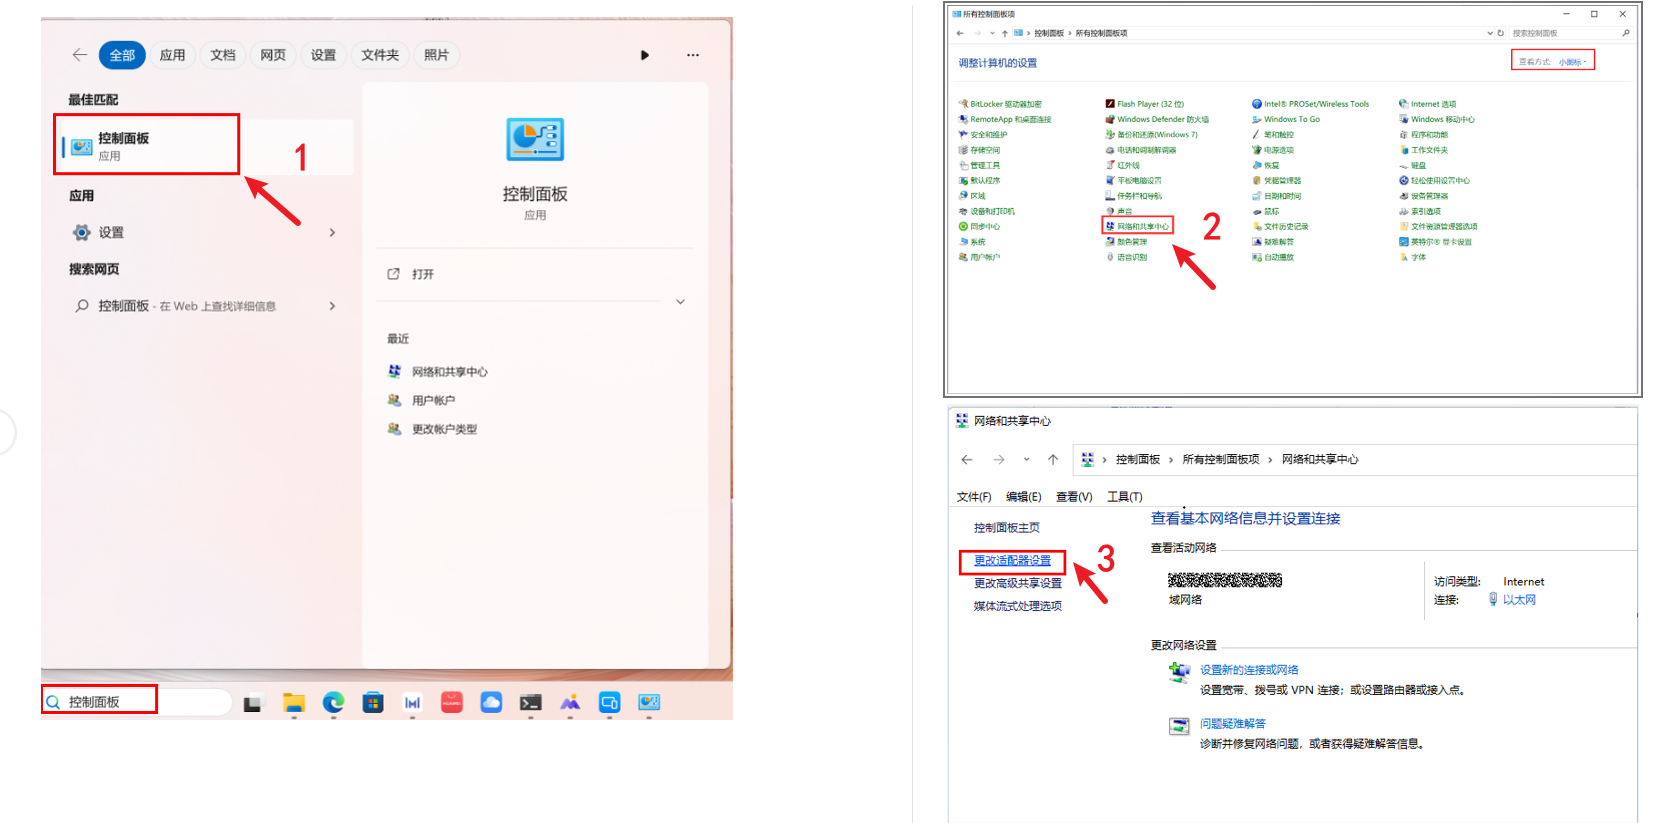 全部 应用 文档 网页 设置 文件夹 照片
最佳匹配
控制面板
应用
1
应用
设置
搜索网页
控制面板 - 在 Web 上查找详细信息
控制面板
应用
打开
最近
网络和共享中心
用户帐户
更改帐户类型
控制面板
所有控制面板项
控制面板 › 所有控制面板项
搜索控制面板
调整计算机的设置
查看方式: 小图标
BitLocker 驱动器加密
Flash Player (32 位)
Intel® PROSet/Wireless Tools
Internet 选项
RemoteApp 和桌面连接
Windows Defender 防火墙
Windows To Go
Windows 移动中心
安全和维护
备份和还原(Windows 7)
笔和触控
程序和功能
存储空间
电话和调制解调器
电源选项
工作文件夹
管理工具
红外线
恢复
键盘
默认程序
平板电脑设置
凭据管理器
轻松使用设置中心
区域
任务栏和导航
日期和时间
设备管理器
设备和打印机
声音
鼠标
索引选项
同步中心
网络和共享中心
文件历史记录
文件资源管理器选项
系统
颜色管理
疑难解答
英特尔® 显卡设置
用户帐户
语音识别
自动播放
字体
2
网络和共享中心
控制面板 › 所有控制面板项 › 网络和共享中心
文件(F) 编辑(E) 查看(V) 工具(T)
控制面板主页
更改适配器设置
更改高级共享设置
媒体流式处理选项
3
查看基本网络信息并设置连接
查看活动网络
域网络
访问类型: Internet
连接: 以太网
更改网络设置
设置新的连接或网络
设置宽带、拨号或 VPN 连接；或设置路由器或接入点。
问题疑难解答
诊断并修复网络问题，或者获得疑难解答信息。